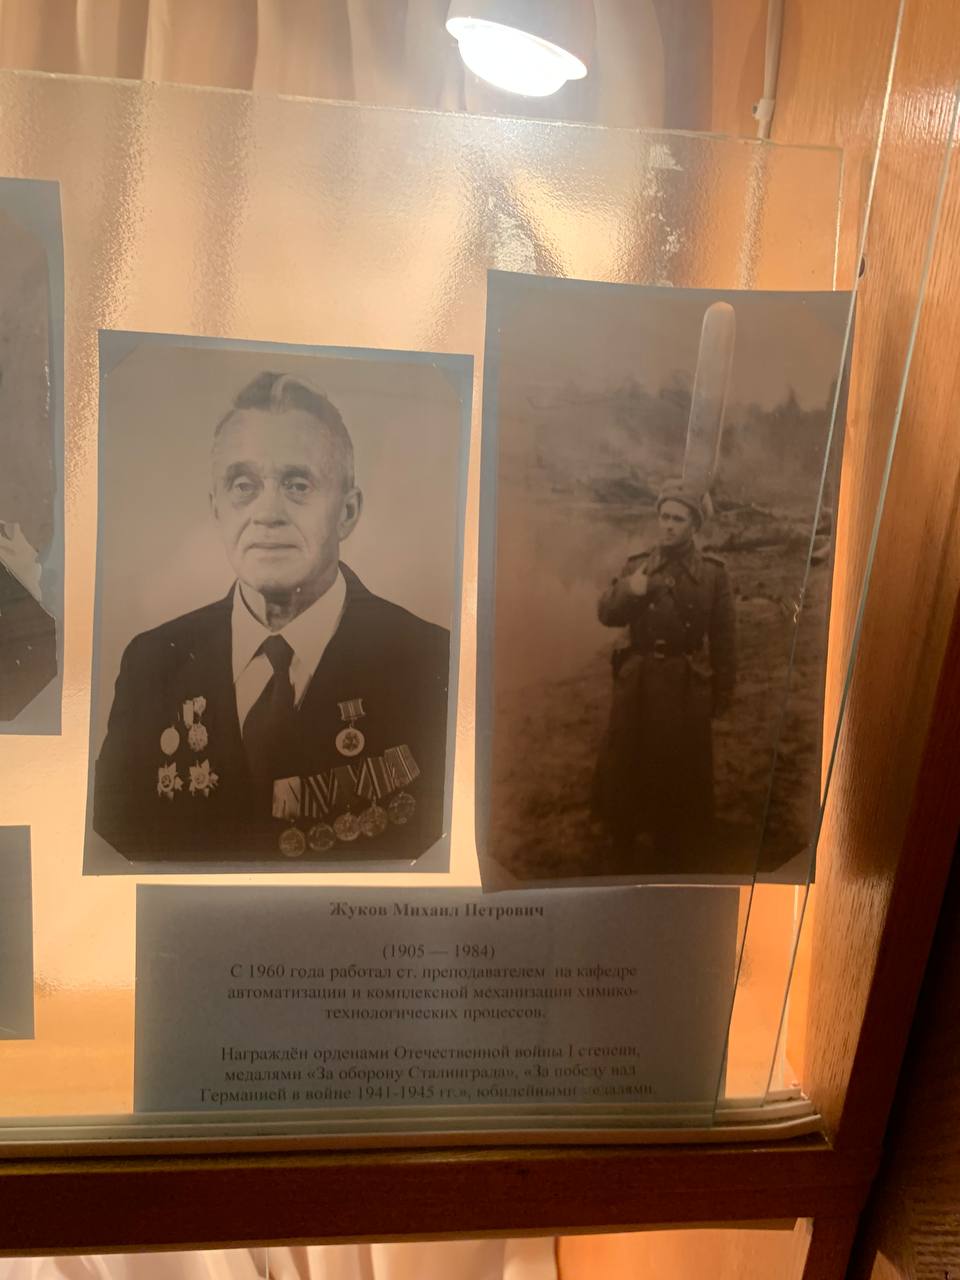 Жуков Михаил Петрович
(1905 — 1984)
С 1960 года работал ст. преподавателем на кафедре
автоматизации и комплексной механизации химико-
технологических процессов.
Награждён орденами Отечественной войны I степени,
медалями «За оборону Сталинграда», «За победу над
Германией в войне 1941-1945 гг.», юбилейными медалями.